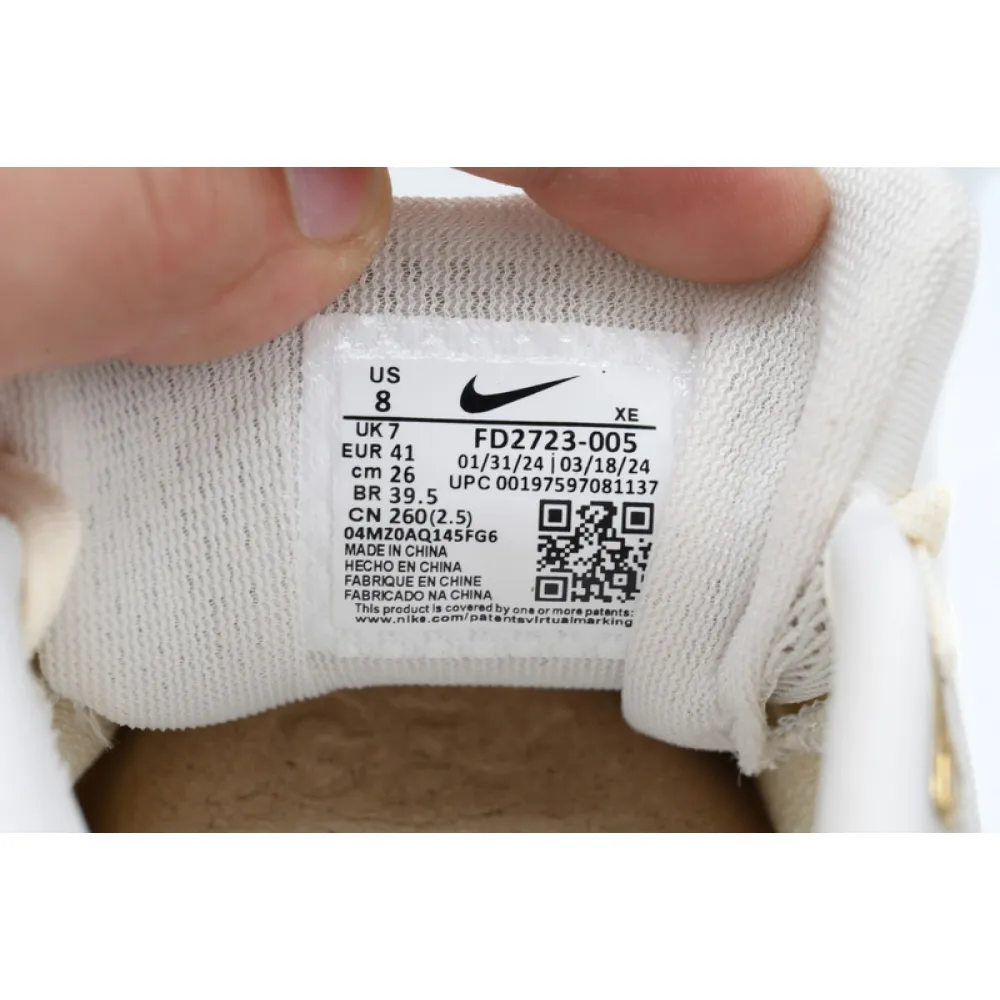 US
8
XE
UK 7
EUR 41
cm 26
BR 39.5
CN 260(2.5)
FD2723-005
01/31/24 | 03/18/24
UPC 00197597081137
04MZ0AQ145FG6
MADE IN CHINA
HECHO EN CHINA
FABRIQUE EN CHINE
FABRICADO NA CHINA
This product is covered by one or more patents:
www.nike.com/patentsvirtualmarking